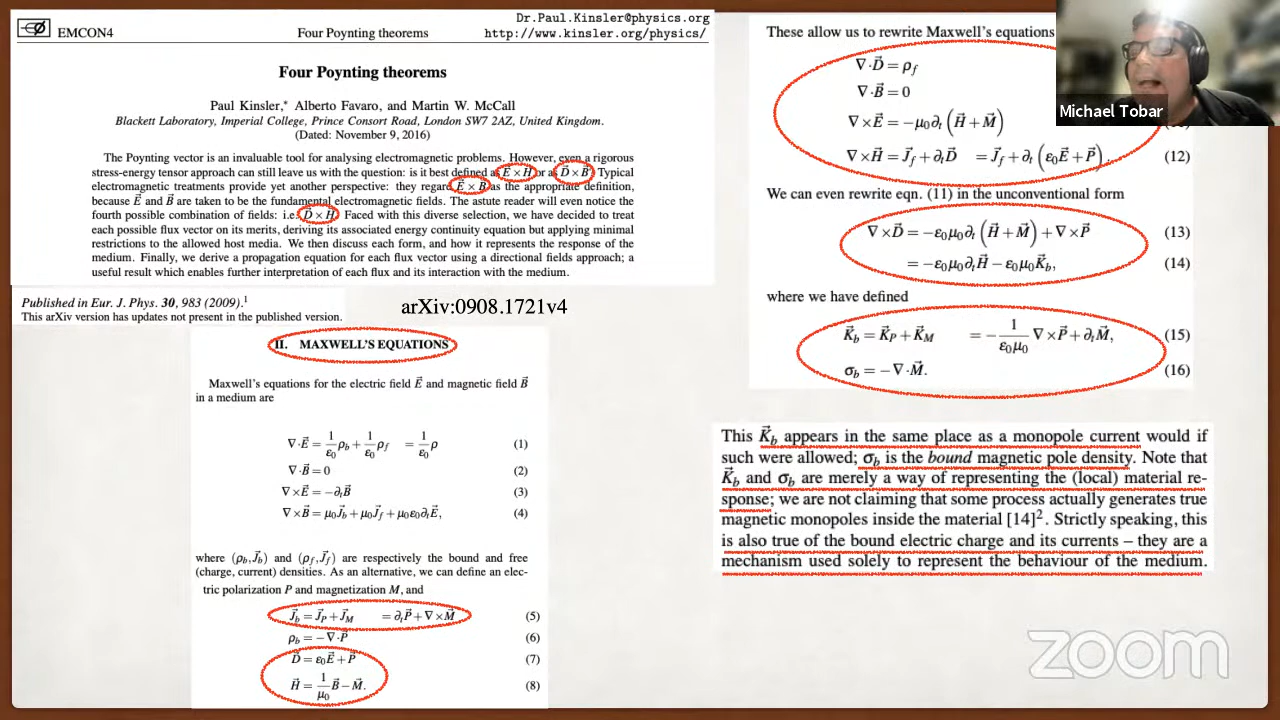 EMCON4
Four Poynting theorems
Dr.Paul.Kinsler@physics.org
http://www.kinsler.org/physics/
Four Poynting theorems
Paul Kinsler,* Alberto Favaro, and Martin W. McCall
Blackett Laboratory, Imperial College, Prince Consort Road, London SW7 2AZ, United Kingdom.
(Dated: November 9, 2016)
The Poynting vector is an invaluable tool for analysing electromagnetic problems. However, even a rigorous
stress-energy tensor approach can still leave us with the question: is it best defined as E⃗ × H⃗ or as D⃗ × B⃗? Typical
electromagnetic treatments provide yet another perspective: they regard E⃗ × B⃗ as the appropriate definition,
because E⃗ and B⃗ are taken to be the fundamental electromagnetic fields. The astute reader will even notice the
fourth possible combination of fields: i.e. D⃗ × H⃗. Faced with this diverse selection, we have decided to treat
each possible flux vector on its merits, deriving its associated energy continuity equation but applying minimal
restrictions to the allowed host media. We then discuss each form, and how it represents the response of the
medium. Finally, we derive a propagation equation for each flux vector using a directional fields approach; a
useful result which enables further interpretation of each flux and its interaction with the medium.
Published in Eur. J. Phys. 30, 983 (2009).¹
This arXiv version has updates not present in the published version.
arXiv:0908.1721v4
II. MAXWELL'S EQUATIONS
Maxwell's equations for the electric field E⃗ and magnetic field B⃗
in a medium are
∇·E⃗ = 1/ε₀ ρb + 1/ε₀ ρf = 1/ε₀ ρ (1)
∇·B⃗ = 0 (2)
∇×E⃗ = −∂tB⃗ (3)
∇×B⃗ = μ₀J⃗b + μ₀J⃗f + μ₀ε₀∂tE⃗, (4)
where (ρb, J⃗b) and (ρf, J⃗f) are respectively the bound and free
(charge, current) densities. As an alternative, we can define an elec-
tric polarization P and magnetization M, and
J⃗b = J⃗P + J⃗M = ∂tP⃗ + ∇×M⃗ (5)
ρb = −∇·P⃗ (6)
D⃗ = ε₀E⃗ + P⃗ (7)
H⃗ = 1/μ₀ B⃗ − M⃗. (8)
These allow us to rewrite Maxwell's equations
∇·D⃗ = ρf
∇·B⃗ = 0
∇×E⃗ = −μ₀∂t (H⃗ + M⃗)
∇×H⃗ = J⃗f + ∂tD⃗ = J⃗f + ∂t (ε₀E⃗ + P⃗). (12)
We can even rewrite eqn. (11) in the unconventional form
∇×D⃗ = −ε₀μ₀∂t (H⃗ + M⃗) + ∇×P⃗ (13)
= −ε₀μ₀∂tH⃗ − ε₀μ₀K⃗b, (14)
where we have defined
K⃗b = K⃗P + K⃗M = − 1/ε₀μ₀ ∇×P⃗ + ∂tM⃗, (15)
σb = −∇·M⃗. (16)
This K⃗b appears in the same place as a monopole current would if
such were allowed; σb is the bound magnetic pole density. Note that
K⃗b and σb are merely a way of representing the (local) material re-
sponse; we are not claiming that some process actually generates true
magnetic monopoles inside the material [14]². Strictly speaking, this
is also true of the bound electric charge and its currents – they are a
mechanism used solely to represent the behaviour of the medium.
Michael Tobar
zoom